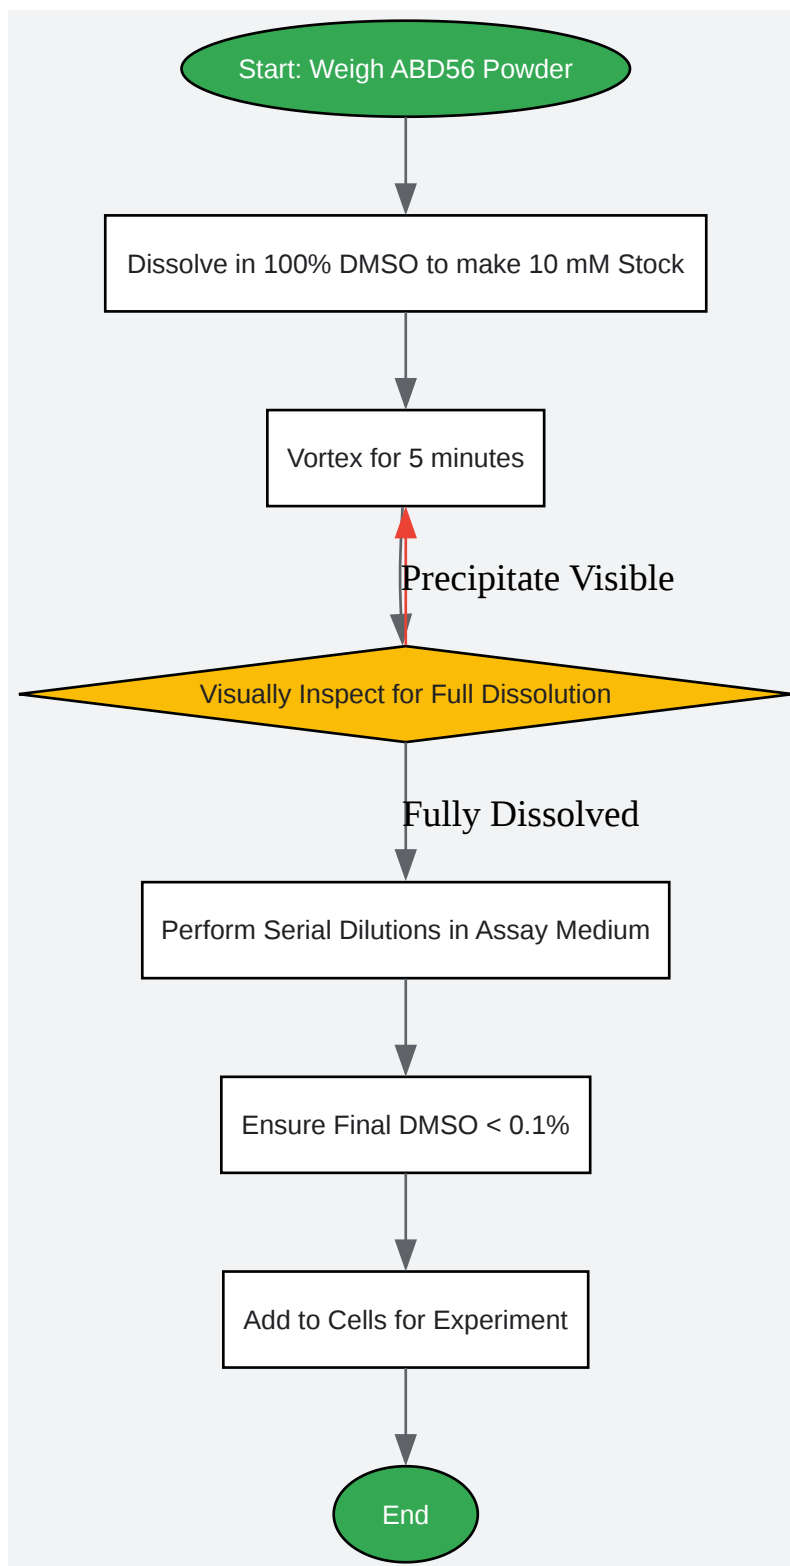 Start: Weigh ABD56 Powder
Dissolve in 100% DMSO to make 10 mM Stock
Vortex for 5 minutes
Precipitate Visible
Visually Inspect for Full Dissolution
Fully Dissolved
Perform Serial Dilutions in Assay Medium
Ensure Final DMSO < 0.1%
Add to Cells for Experiment
End